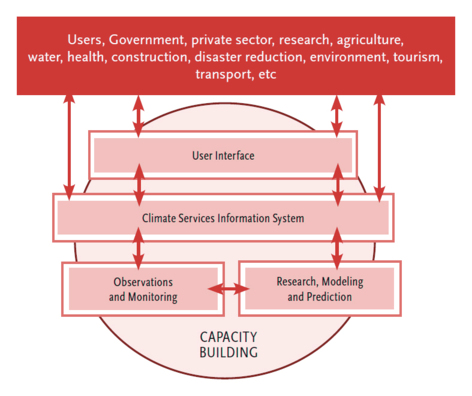 Users, Government, private sector, research, agriculture,
water, health, construction, disaster reduction, environment, tourism,
transport, etc
User Interface
Climate Services Information System
Observations
and Monitoring
Research, Modeling
and Prediction
CAPACITY
BUILDING